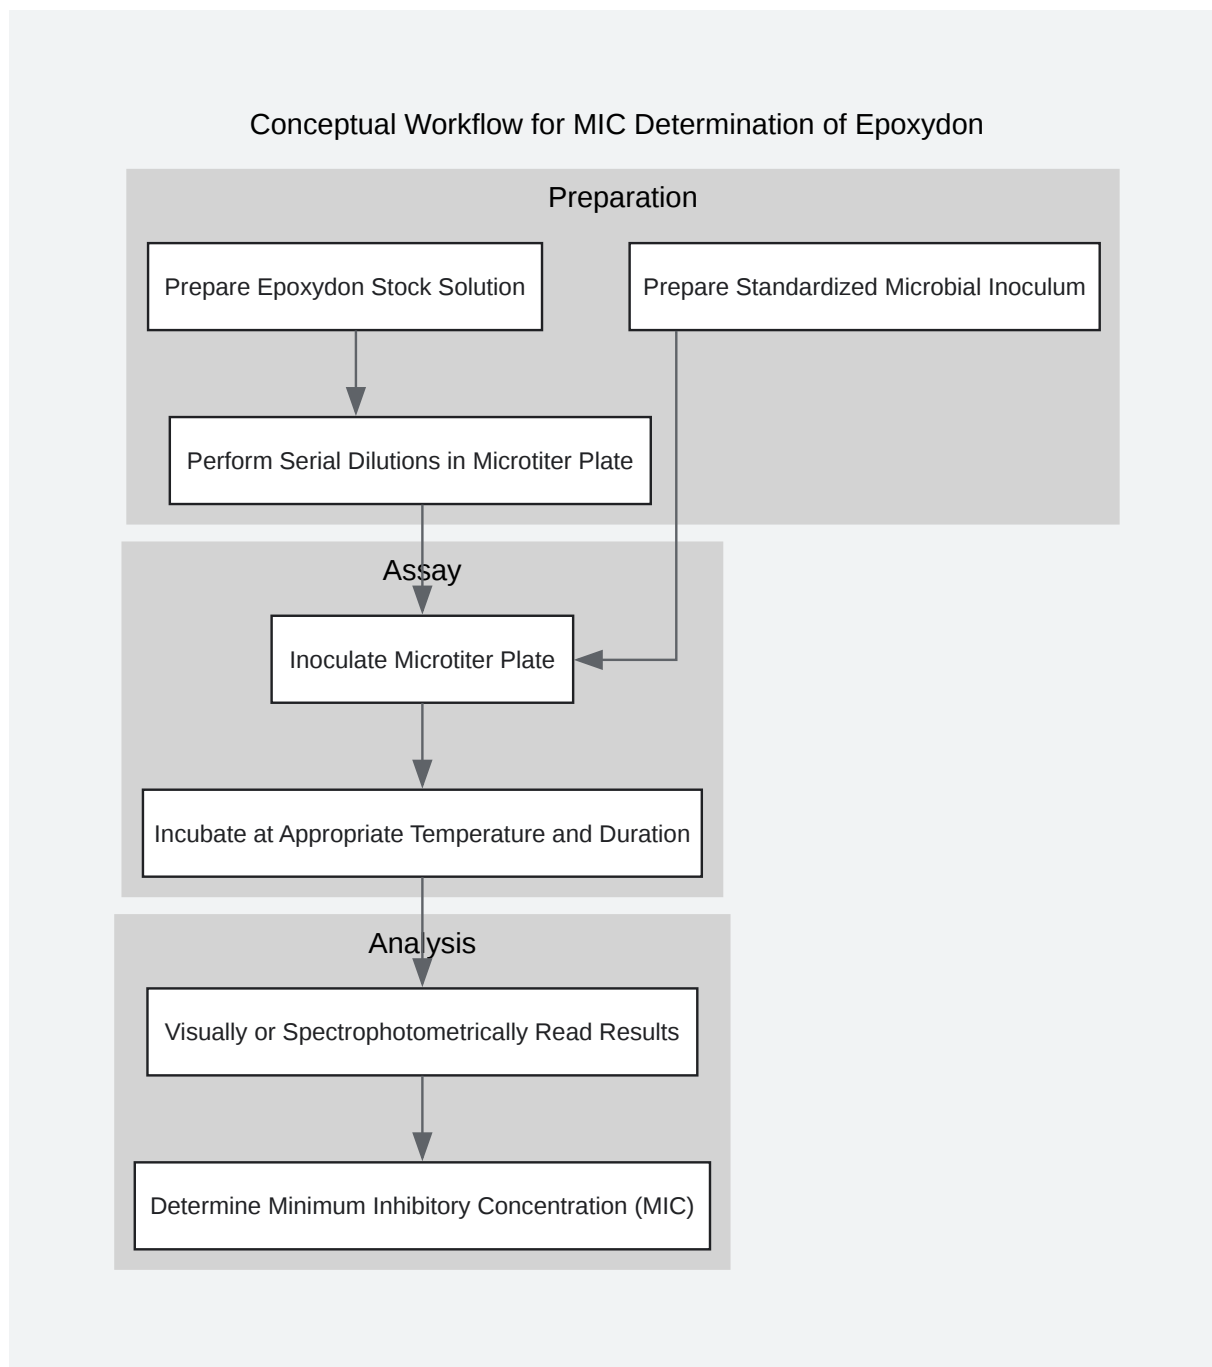 Conceptual Workflow for MIC Determination of Epoxydon
Preparation
Prepare Epoxydon Stock Solution
Prepare Standardized Microbial Inoculum
Perform Serial Dilutions in Microtiter Plate
Assay
Inoculate Microtiter Plate
Incubate at Appropriate Temperature and Duration
Analysis
Visually or Spectrophotometrically Read Results
Determine Minimum Inhibitory Concentration (MIC)